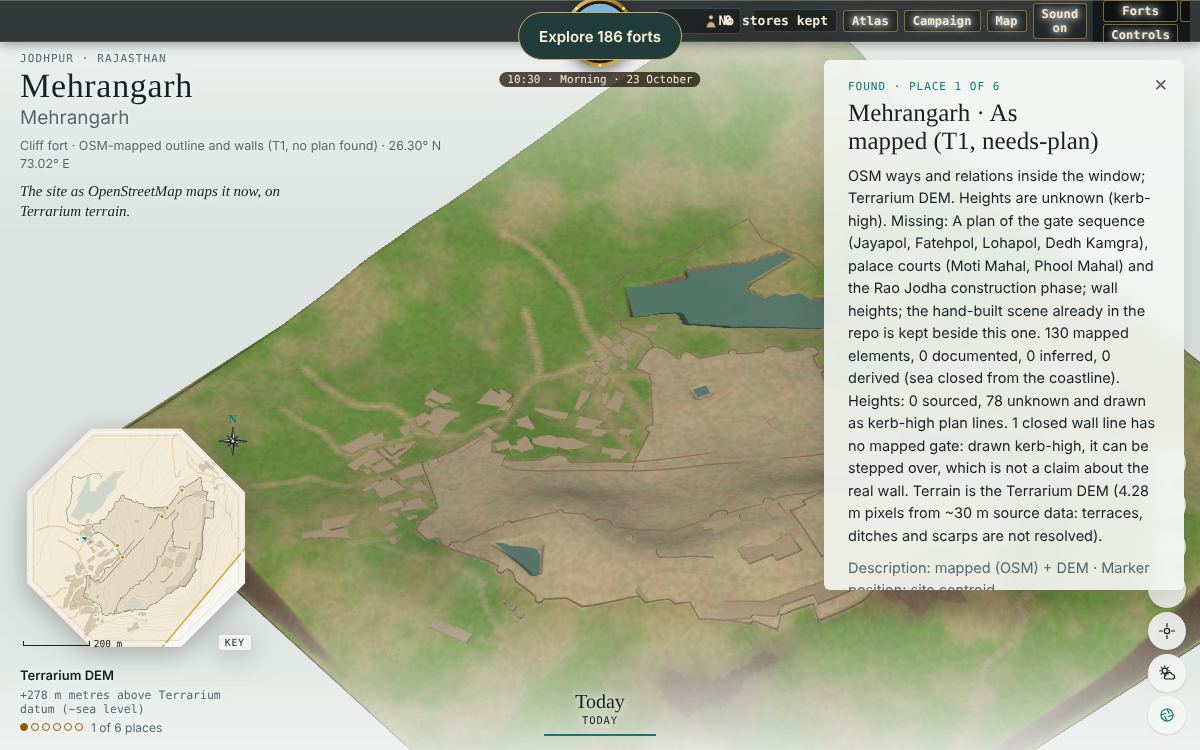 Explore 186 forts
No stores kept
Atlas
Campaign
Map
Sound
on
Forts
Controls
10:30 · Morning · 23 October
JODHPUR · RAJASTHAN
Mehrangarh
Mehrangarh
Cliff fort · OSM-mapped outline and walls (T1, no plan found) · 26.30° N
73.02° E
The site as OpenStreetMap maps it now, on
Terrarium terrain.
FOUND · PLACE 1 OF 6
✕
Mehrangarh · As
mapped (T1, needs-plan)
OSM ways and relations inside the window;
Terrarium DEM. Heights are unknown (kerb-
high). Missing: A plan of the gate sequence
(Jayapol, Fatehpol, Lohapol, Dedh Kamgra),
palace courts (Moti Mahal, Phool Mahal) and
the Rao Jodha construction phase; wall
heights; the hand-built scene already in the
repo is kept beside this one. 130 mapped
elements, 0 documented, 0 inferred, 0
derived (sea closed from the coastline).
Heights: 0 sourced, 78 unknown and drawn
as kerb-high plan lines. 1 closed wall line has
no mapped gate: drawn kerb-high, it can be
stepped over, which is not a claim about the
real wall. Terrain is the Terrarium DEM (4.28
m pixels from ~30 m source data: terraces,
ditches and scarps are not resolved).
Description: mapped (OSM) + DEM · Marker
position: site centroid
N
200 m
KEY
Terrarium DEM
+278 m metres above Terrarium
datum (~sea level)
1 of 6 places
Today
TODAY